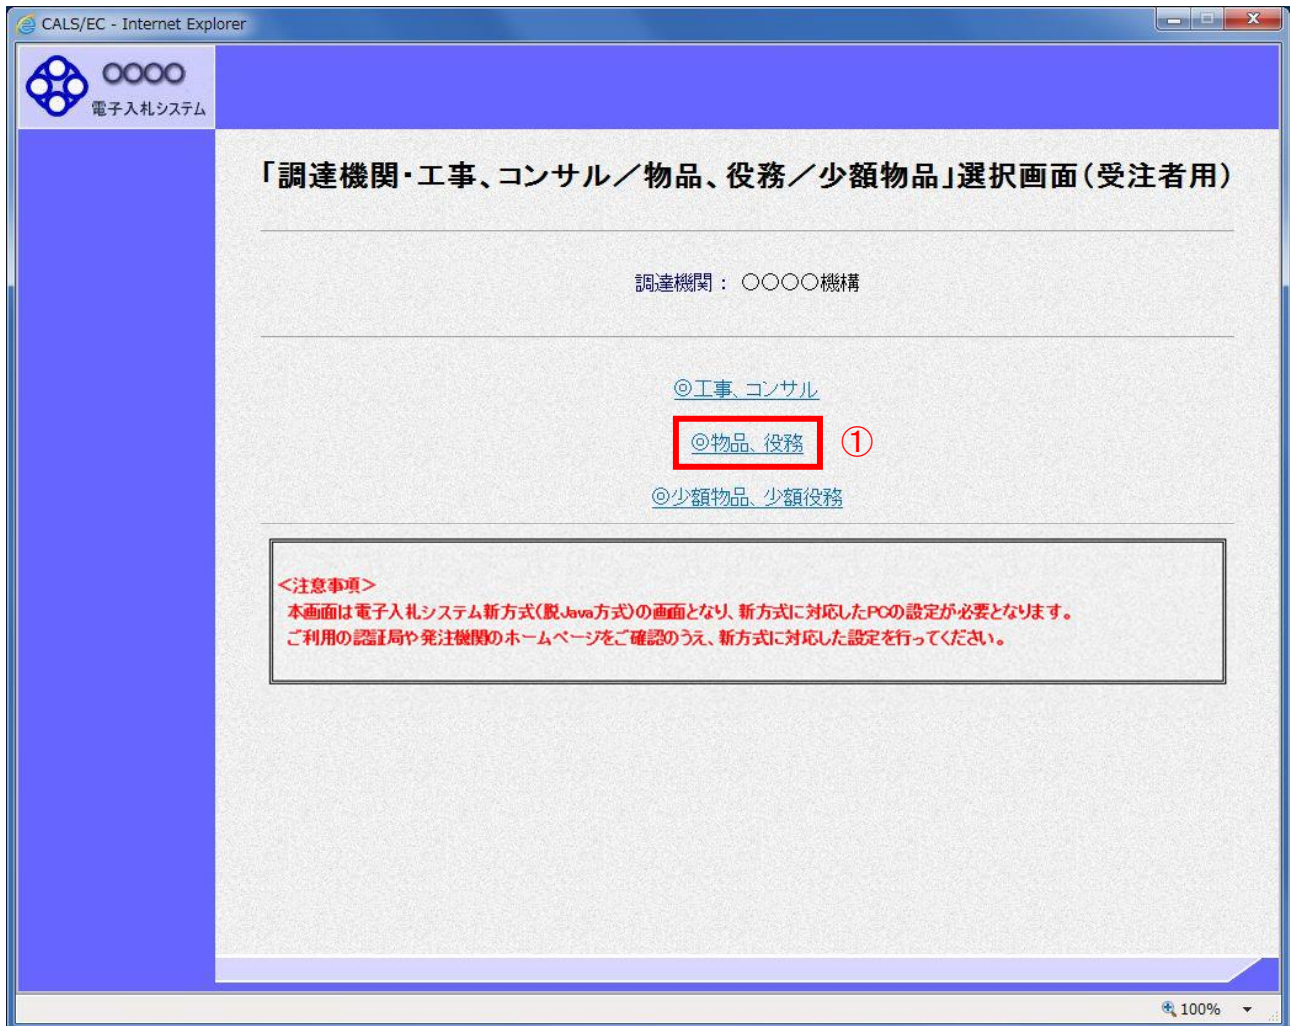 CALS/EC - Internet Explorer
○○○○
電子入札システム
「調達機関・工事、コンサル／物品、役務／少額物品」選択画面（受注者用）
調達機関： ○○○○機構
◎工事、コンサル
◎物品、役務 ①
◎少額物品、少額役務
＜注意事項＞
本画面は電子入札システム新方式(脱Java方式)の画面となり、新方式に対応したPCの設定が必要となります。
ご利用の認証局や発注機関のホームページをご確認のうえ、新方式に対応した設定を行ってください。
100%